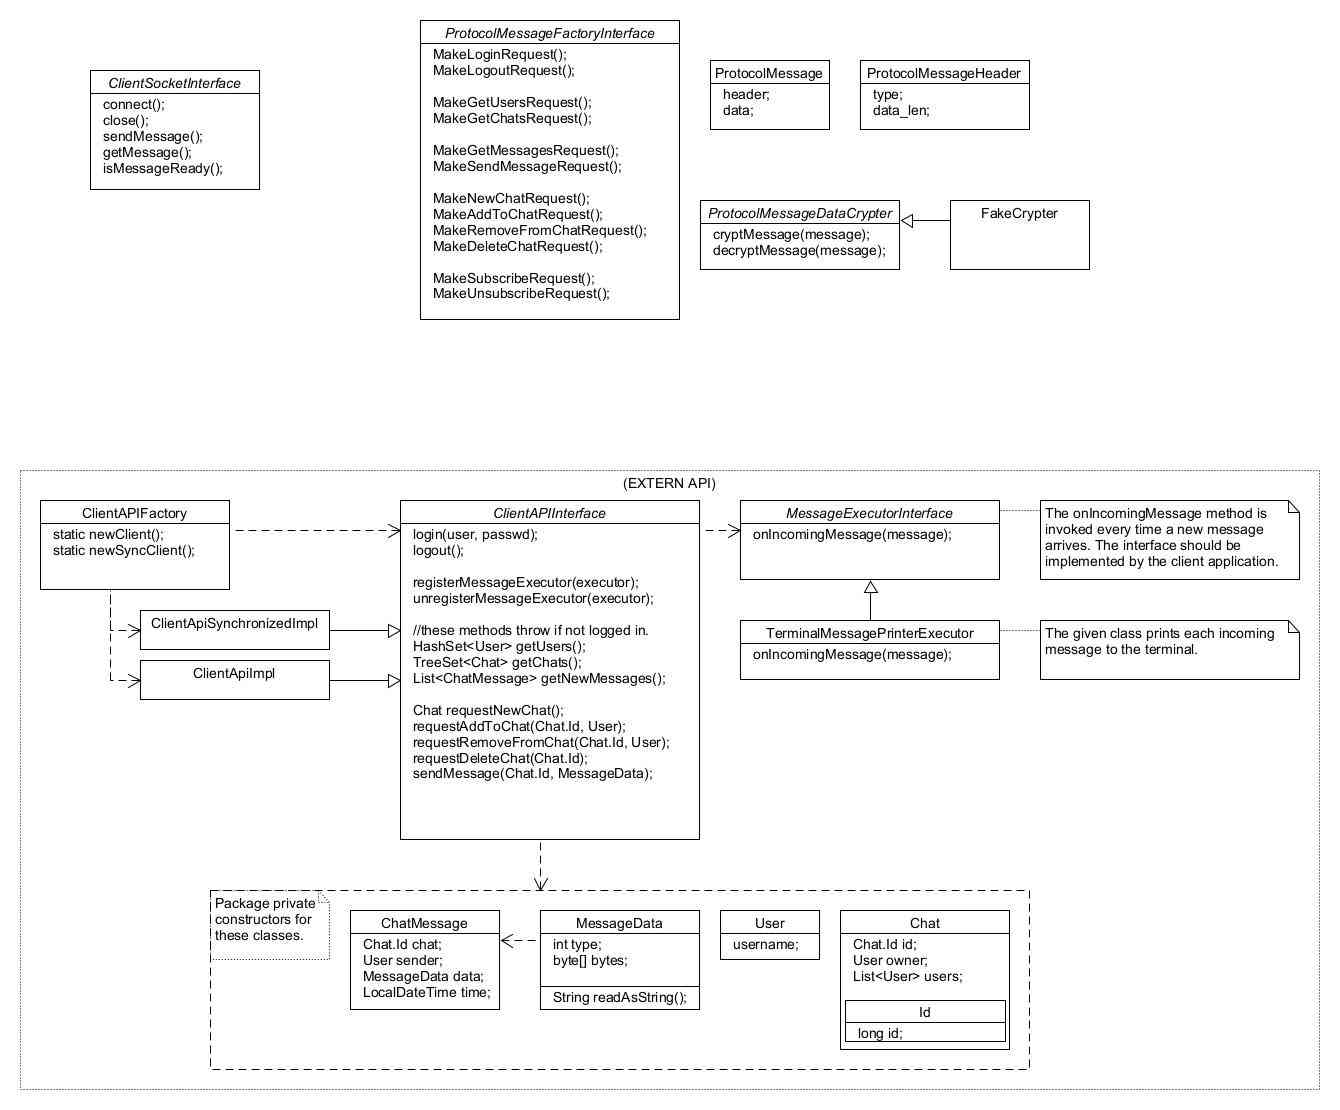 ProtocolMessageFactoryInterface
MakeLoginRequest();
MakeLogoutRequest();
MakeGetUsersRequest();
MakeGetChatsRequest();
MakeGetMessagesRequest();
MakeSendMessageRequest();
MakeNewChatRequest();
MakeAddToChatRequest();
MakeRemoveFromChatRequest();
MakeDeleteChatRequest();
MakeSubscribeRequest();
MakeUnsubscribeRequest();
ClientSocketInterface
connect();
close();
sendMessage();
getMessage();
isMessageReady();
ProtocolMessage
header;
data;
ProtocolMessageHeader
type;
data_len;
ProtocolMessageDataCrypter
cryptMessage(message);
decryptMessage(message);
FakeCrypter
(EXTERN API)
ClientAPIFactory
static newClient();
static newSyncClient();
ClientApiSynchronizedImpl
ClientApiImpl
ClientAPIInterface
login(user, passwd);
logout();
registerMessageExecutor(executor);
unregisterMessageExecutor(executor);
//these methods throw if not logged in.
HashSet<User> getUsers();
TreeSet<Chat> getChats();
List<ChatMessage> getNewMessages();
Chat requestNewChat();
requestAddToChat(Chat.Id, User);
requestRemoveFromChat(Chat.Id, User);
requestDeleteChat(Chat.Id);
sendMessage(Chat.Id, MessageData);
MessageExecutorInterface
onIncomingMessage(message);
The onIncomingMessage method is
invoked every time a new message
arrives. The interface should be
implemented by the client application.
TerminalMessagePrinterExecutor
onIncomingMessage(message);
The given class prints each incoming
message to the terminal.
Package private
constructors for
these classes.
ChatMessage
Chat.Id chat;
User sender;
MessageData data;
LocalDateTime time;
MessageData
int type;
byte[] bytes;
String readAsString();
User
username;
Chat
Chat.Id id;
User owner;
List<User> users;
Id
long id;